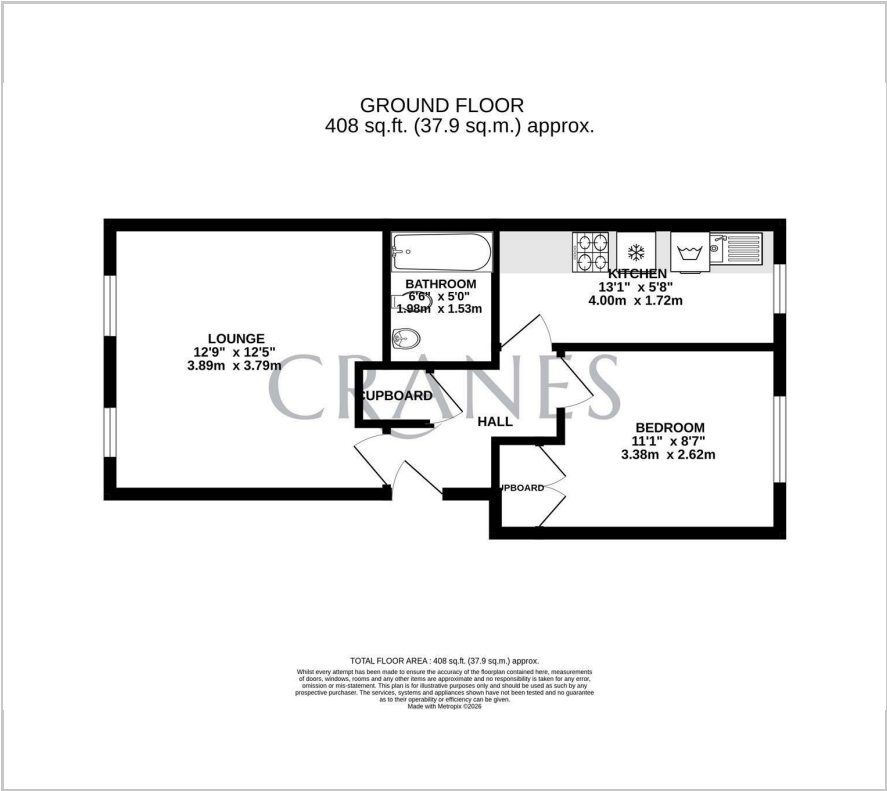 GROUND FLOOR
408 sq.ft. (37.9 sq.m.) approx.
BATHROOM
6'6" x 5'0"
1.98m x 1.53m
KITCHEN
13'1" x 5'8"
4.00m x 1.72m
LOUNGE
12'9" x 12'5"
3.89m x 3.79m
CRANES
CUPBOARD
HALL
BEDROOM
11'1" x 8'7"
3.38m x 2.62m
UPBOARD
TOTAL FLOOR AREA : 408 sq.ft. (37.9 sq.m.) approx.
Whilst every attempt has been made to ensure the accuracy of the floorplan contained here, measurements
of doors, windows, rooms and any other items are approximate and no responsibility is taken for any error,
omission or mis-statement. This plan is for illustrative purposes only and should be used as such by any
prospective purchaser. The services, systems and appliances shown have not been tested and no guarantee
as to their operability or efficiency can be given.
Made with Metropix ©2026